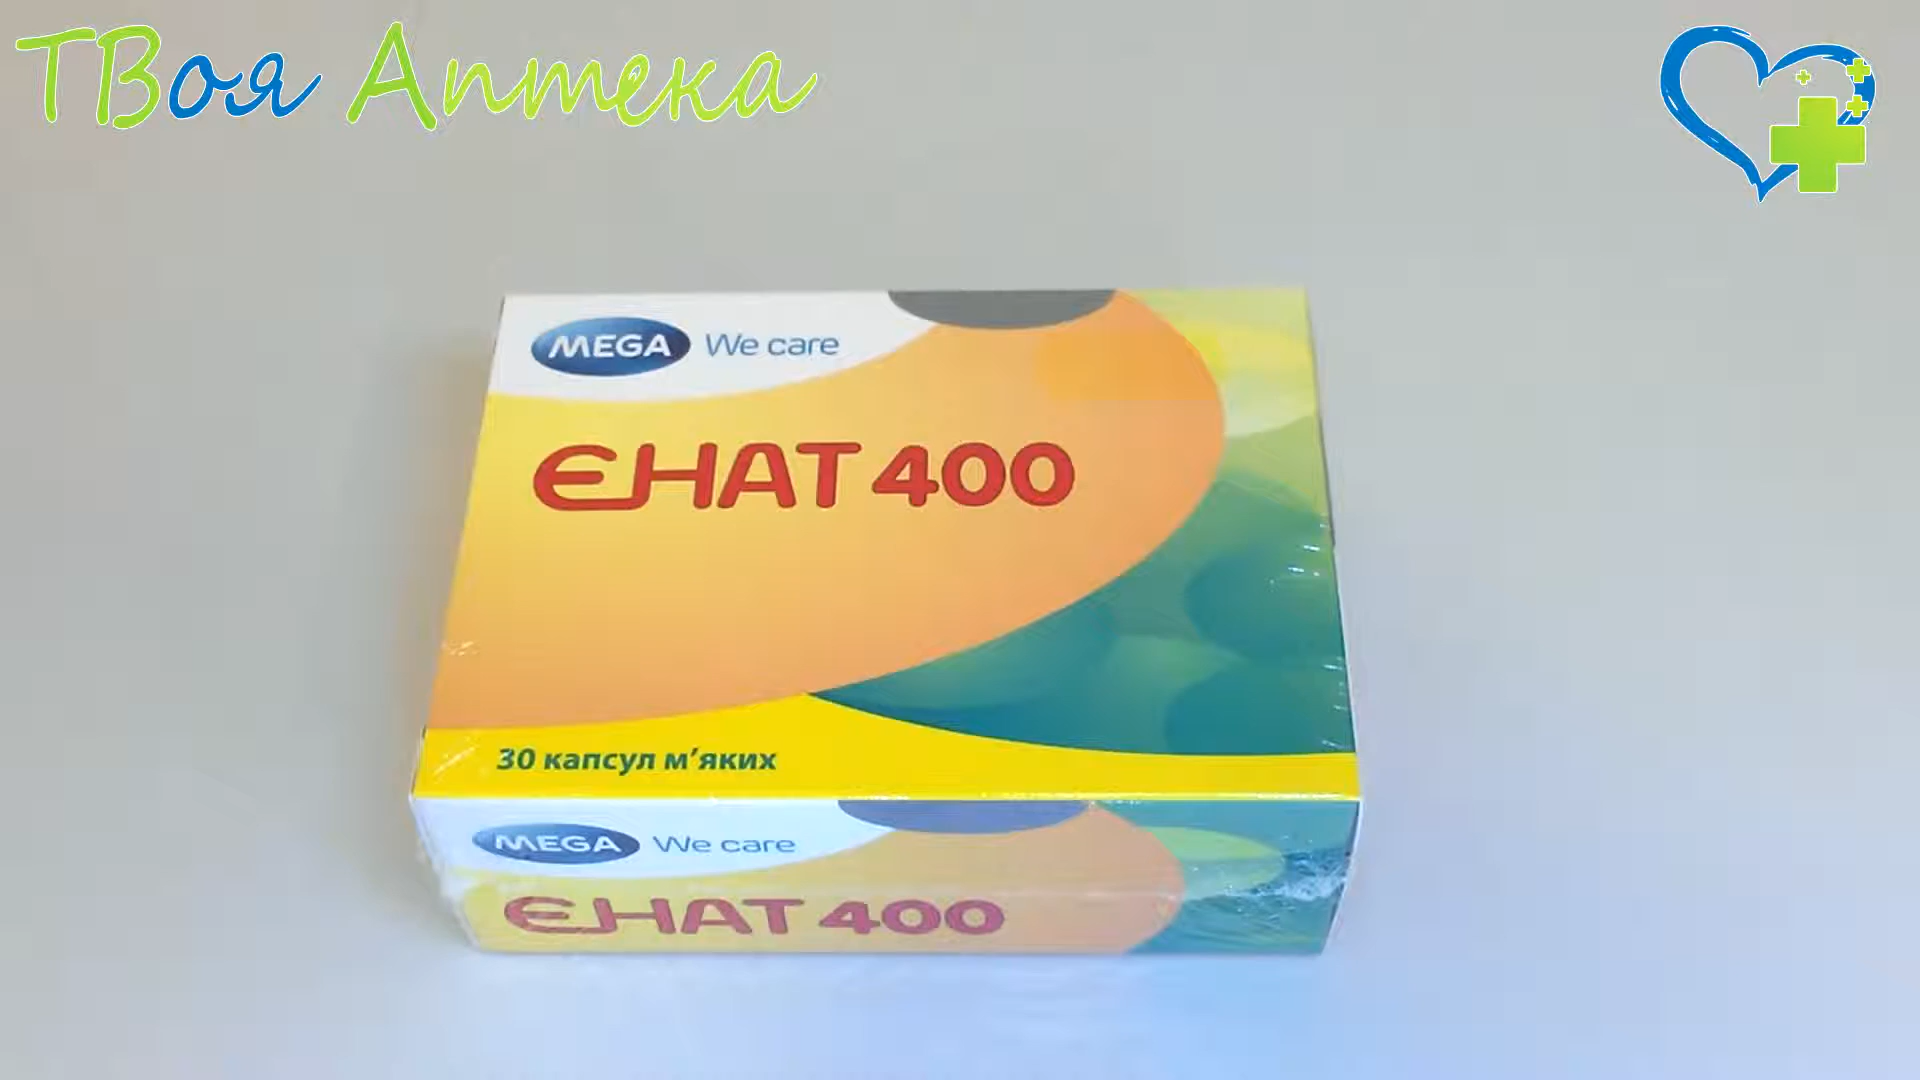 ТВоя Аптека
MEGA We care
ЄНАТ 400
30 капсул м'яких
MEGA We care
ЄНАТ 400